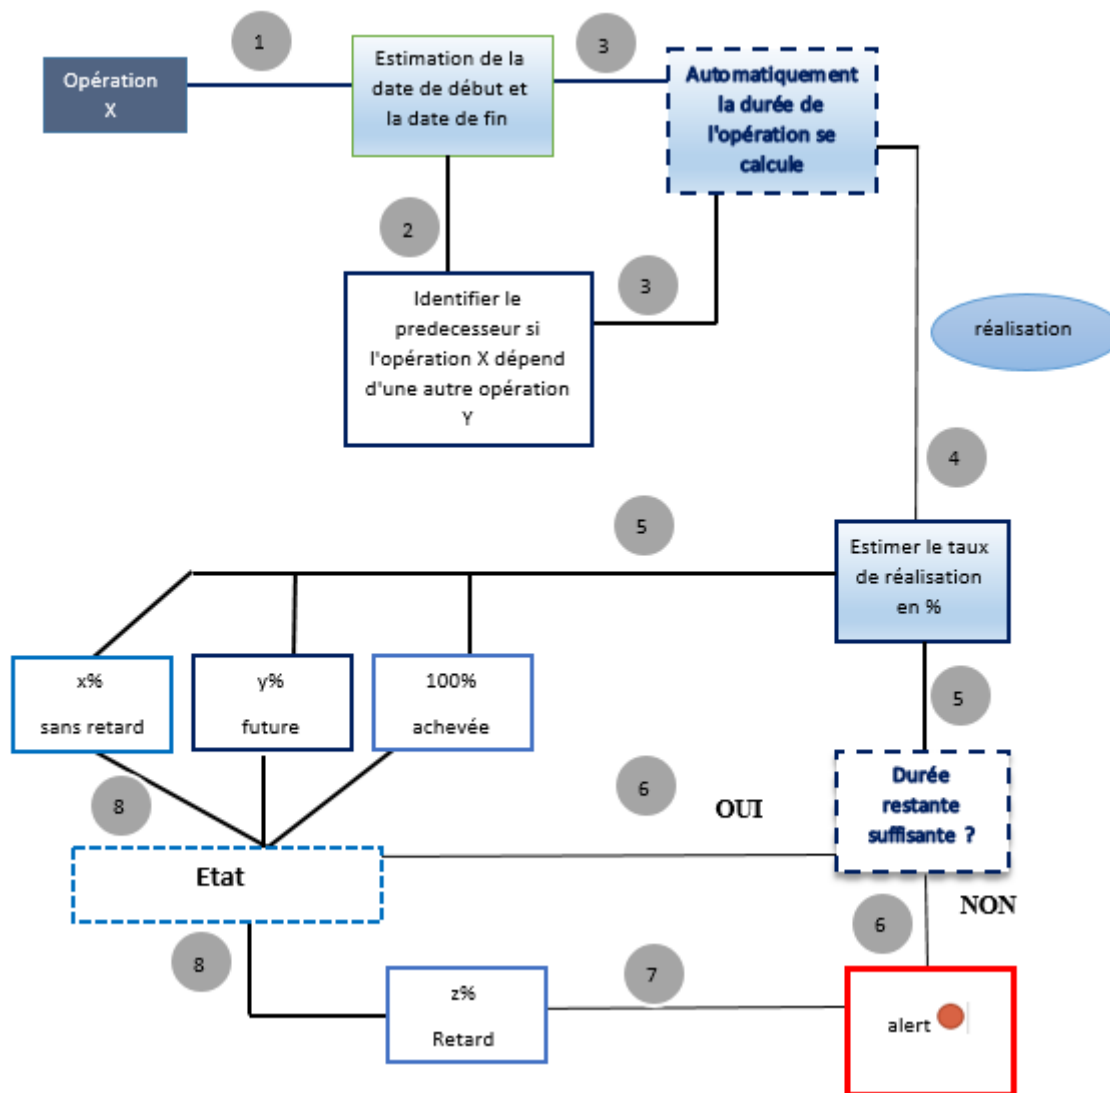 1
3
Opération
X
Estimation de la
date de début et
la date de fin
Automatiquement
la durée de
l'opération se
calcule
2
3
Identifier le
predecesseur si
l'opération X dépend
d'une autre opération
Y
réalisation
4
5
Estimer le taux
de réalisation
en %
x%
sans retard
y%
future
100%
achevée
5
8
6
OUI
Durée
restante
suffisante ?
Etat
NON
6
8
7
z%
Retard
alert